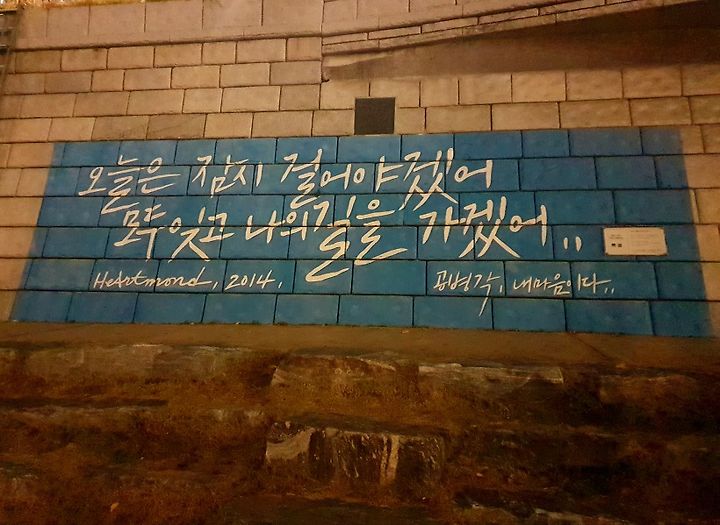 오늘은 잠시 걸어야겠어
모두 잊고 나의길을 가겠어,,
Heartmond, 2014,
공병각, 내마음이다,,